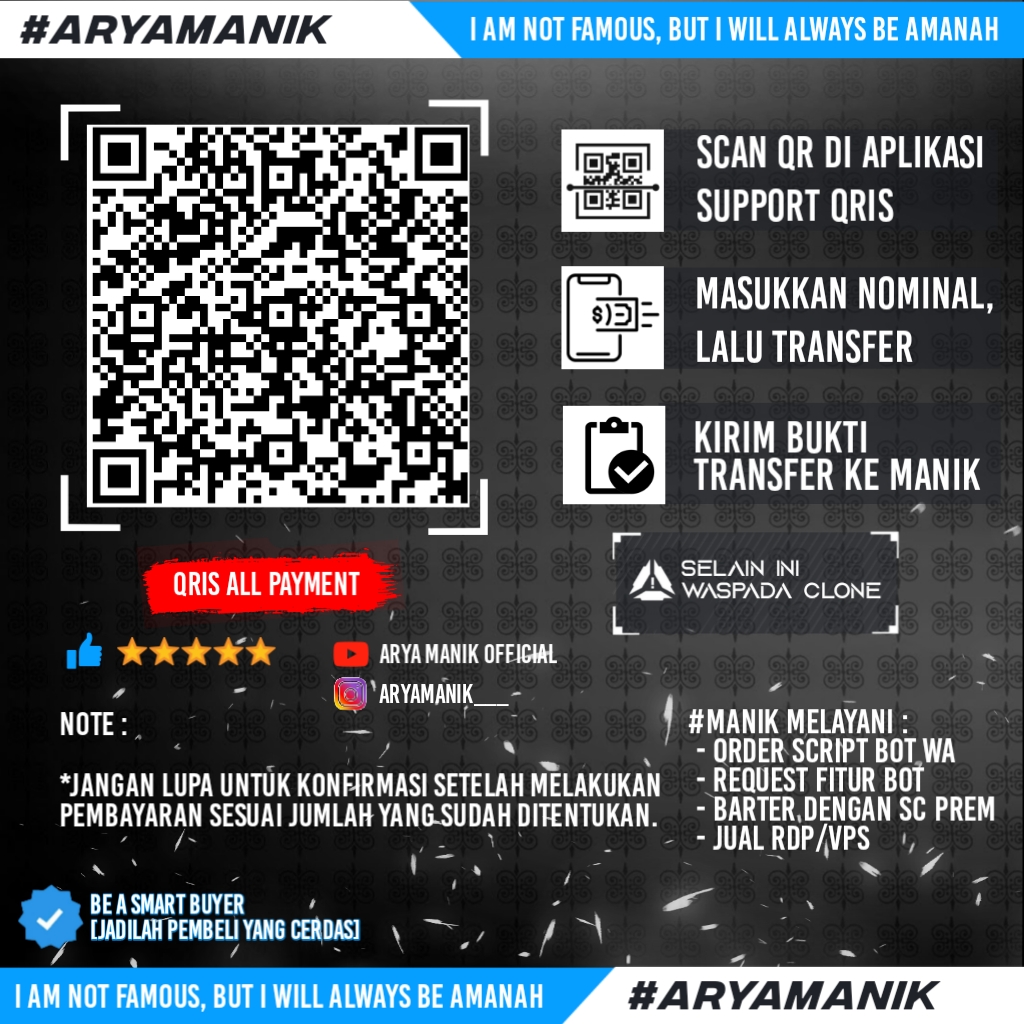 #ARYAMANIK
I AM NOT FAMOUS, BUT I WILL ALWAYS BE AMANAH
SCAN QR DI APLIKASI
SUPPORT QRIS
MASUKKAN NOMINAL,
LALU TRANSFER
KIRIM BUKTI
TRANSFER KE MANIK
SELAIN INI
WASPADA CLONE
QRIS ALL PAYMENT
ARYA MANIK OFFICIAL
ARYAMANIK___
NOTE :
*JANGAN LUPA UNTUK KONFIRMASI SETELAH MELAKUKAN
PEMBAYARAN SESUAI JUMLAH YANG SUDAH DITENTUKAN.
#MANIK MELAYANI :
- ORDER SCRIPT BOT WA
- REQUEST FITUR BOT
- BARTER DENGAN SC PREM
- JUAL RDP/VPS
BE A SMART BUYER
[JADILAH PEMBELI YANG CERDAS]
I AM NOT FAMOUS, BUT I WILL ALWAYS BE AMANAH
#ARYAMANIK